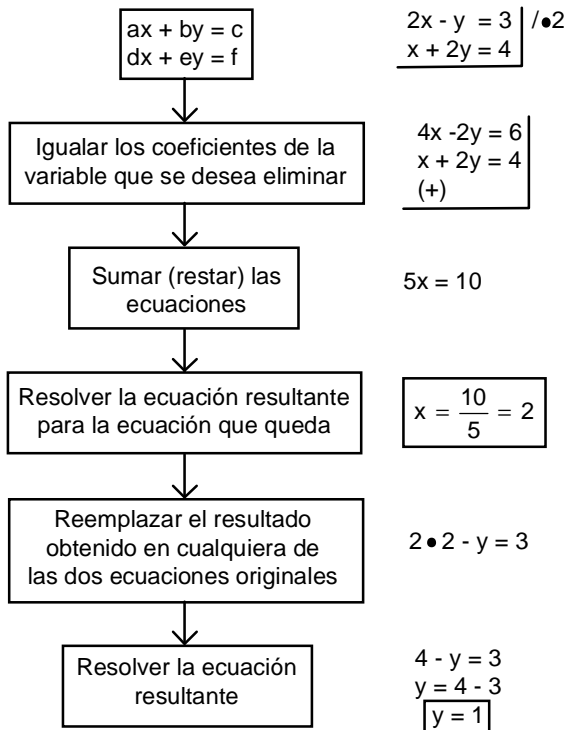 ax + by = c
dx + ey = f
2x - y = 3 /•2
x + 2y = 4
Igualar los coeficientes de la
variable que se desea eliminar
4x -2y = 6
x + 2y = 4
(+)
Sumar (restar) las
ecuaciones
5x = 10
Resolver la ecuación resultante
para la ecuación que queda
x = 10/5 = 2
Reemplazar el resultado
obtenido en cualquiera de
las dos ecuaciones originales
2 • 2 - y = 3
Resolver la ecuación
resultante
4 - y = 3
y = 4 - 3
y = 1